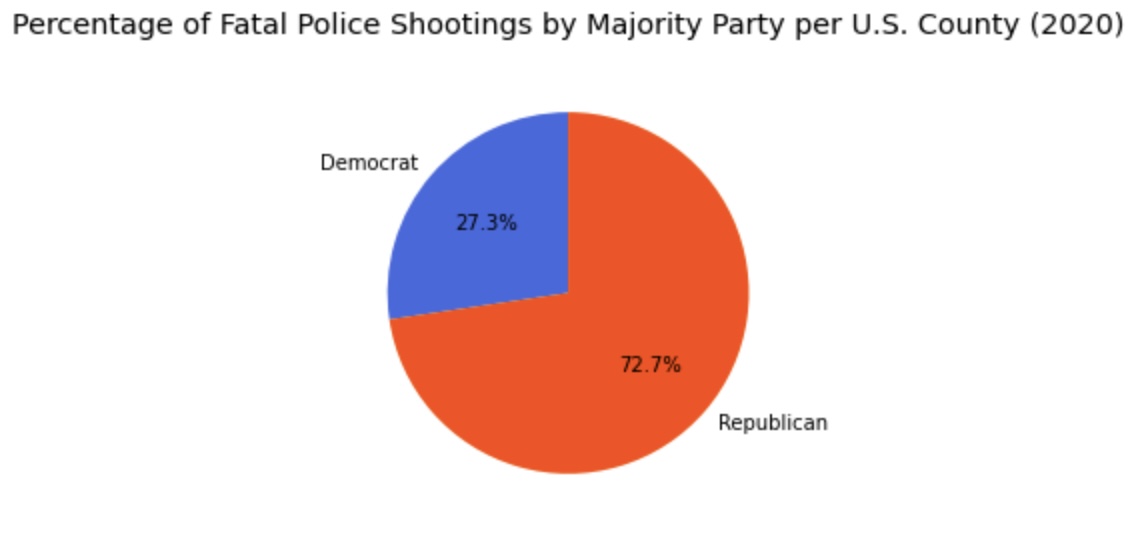 Percentage of Fatal Police Shootings by Majority Party per U.S. County (2020)
Democrat
27.3%
72.7%
Republican